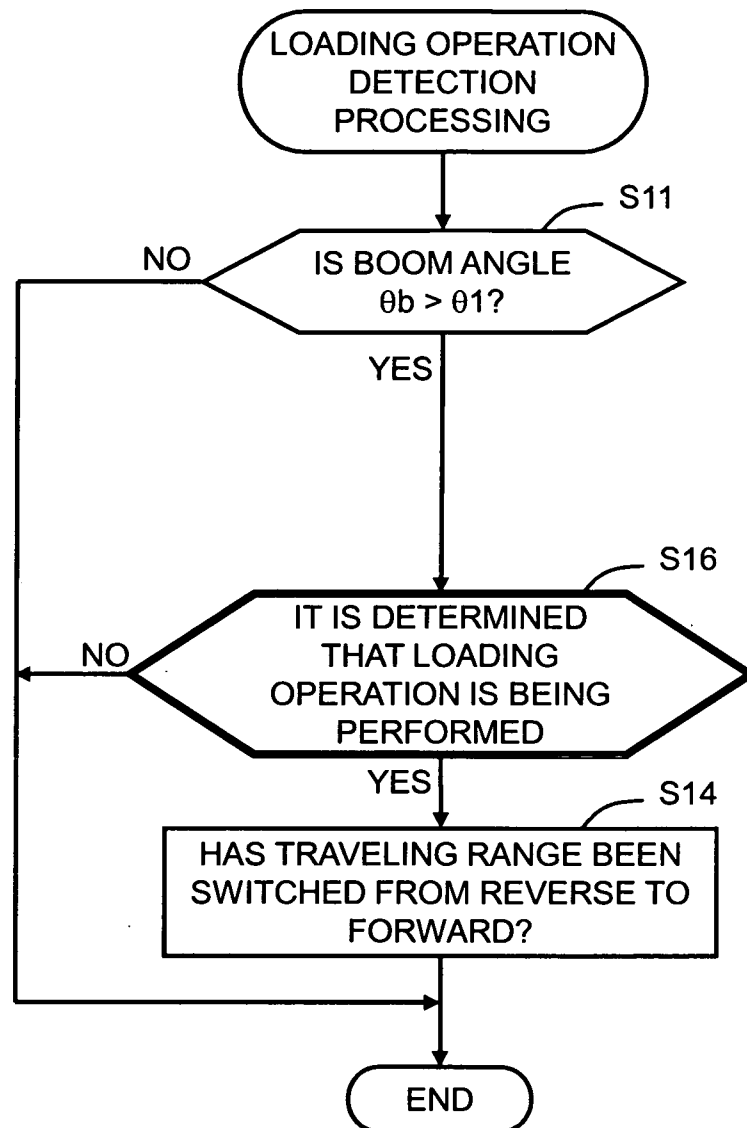 LOADING OPERATION
DETECTION
PROCESSING
S11
NO
IS BOOM ANGLE
θb > θ1?
YES
S16
NO
IT IS DETERMINED
THAT LOADING
OPERATION IS BEING
PERFORMED
YES
S14
HAS TRAVELING RANGE BEEN
SWITCHED FROM REVERSE TO
FORWARD?
END